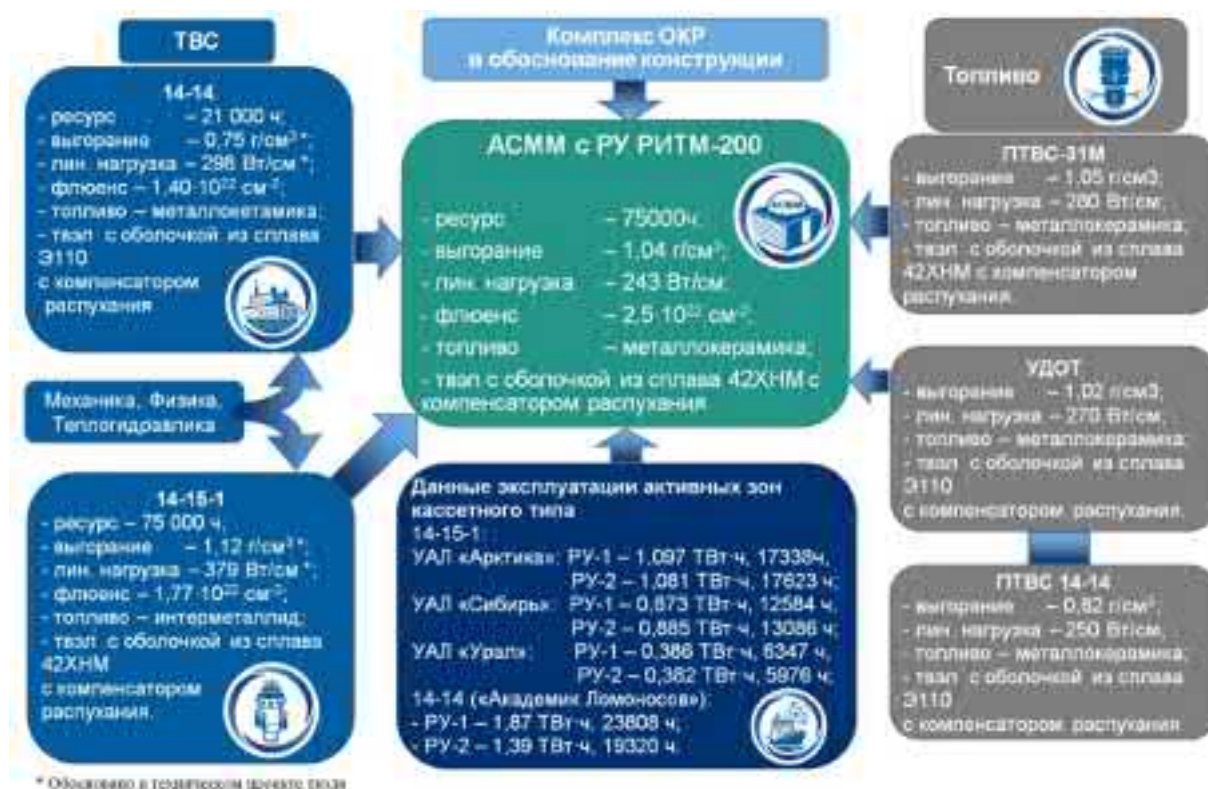 ТВС
14-14
- ресурс – 21 000 ч;
- выгорание – 0,75 г/см³ *;
- лин. нагрузка – 298 Вт/см *;
- флюенс – 1,40·10²² см⁻²;
- топливо – металлокетамика;
- твэл с оболочкой из сплава
Э110
с компенсатором
распухания
Механика, Физика,
Теплогидравлика
14-15-1
- ресурс – 75 000 ч;
- выгорание – 1,12 г/см³ *;
- лин. нагрузка – 379 Вт/см *;
- флюенс – 1,77·10²² см⁻²;
- топливо – интерметаллид;
- твэл с оболочкой из сплава
42ХНМ
с компенсатором
распухания.
* Обосновано в техническом проекте
Комплекс ОКР
в обоснование конструкции
АСММ с РУ РИТМ-200
- ресурс – 75000ч.
- выгорание – 1,04 г/см³;
- лин. нагрузка – 243 Вт/см;
- флюенс – 2,5·10²² см⁻²;
- топливо – металлокерамика;
- твэл с оболочкой из сплава 42ХНМ с
компенсатором распухания
Данные эксплуатации активных зон
кассетного типа
14-15-1:
УАЛ «Арктика»: РУ-1 – 1.097 ТВт·ч, 17338ч,
РУ-2 – 1.081 ТВт·ч, 17623 ч;
УАЛ «Сибирь»: РУ-1 – 0,873 ТВт·ч, 12584 ч,
РУ-2 – 0,885 ТВт·ч, 13086 ч;
УАЛ «Урал»: РУ-1 – 0,386 ТВт·ч, 6347 ч,
РУ-2 – 0,382 ТВт·ч, 5976 ч;
14-14 («Академик Ломоносов»):
- РУ-1 – 1,87 ТВт·ч, 23808 ч,
- РУ-2 – 1,39 ТВт·ч, 19320 ч.
Топливо
ПТВС-31М
- выгорание – 1,05 г/см3;
- лин. нагрузка – 280 Вт/см,
- топливо – металлокерамика;
- твэл с оболочкой из сплава
42ХНМ с компенсатором
распухания.
УДОТ
- выгорание – 1,02 г/см3;
- лин. нагрузка – 270 Вт/см,
- топливо – металлокерамика;
- твэл с оболочкой из сплава
Э110
с компенсатором распухания.
ПТВС 14-14
- выгорание – 0,82 г/см³;
- лин. нагрузка – 250 Вт/см,
- топливо – металлокерамика,
- твэл с оболочкой из сплава
Э110
с компенсатором распухания.